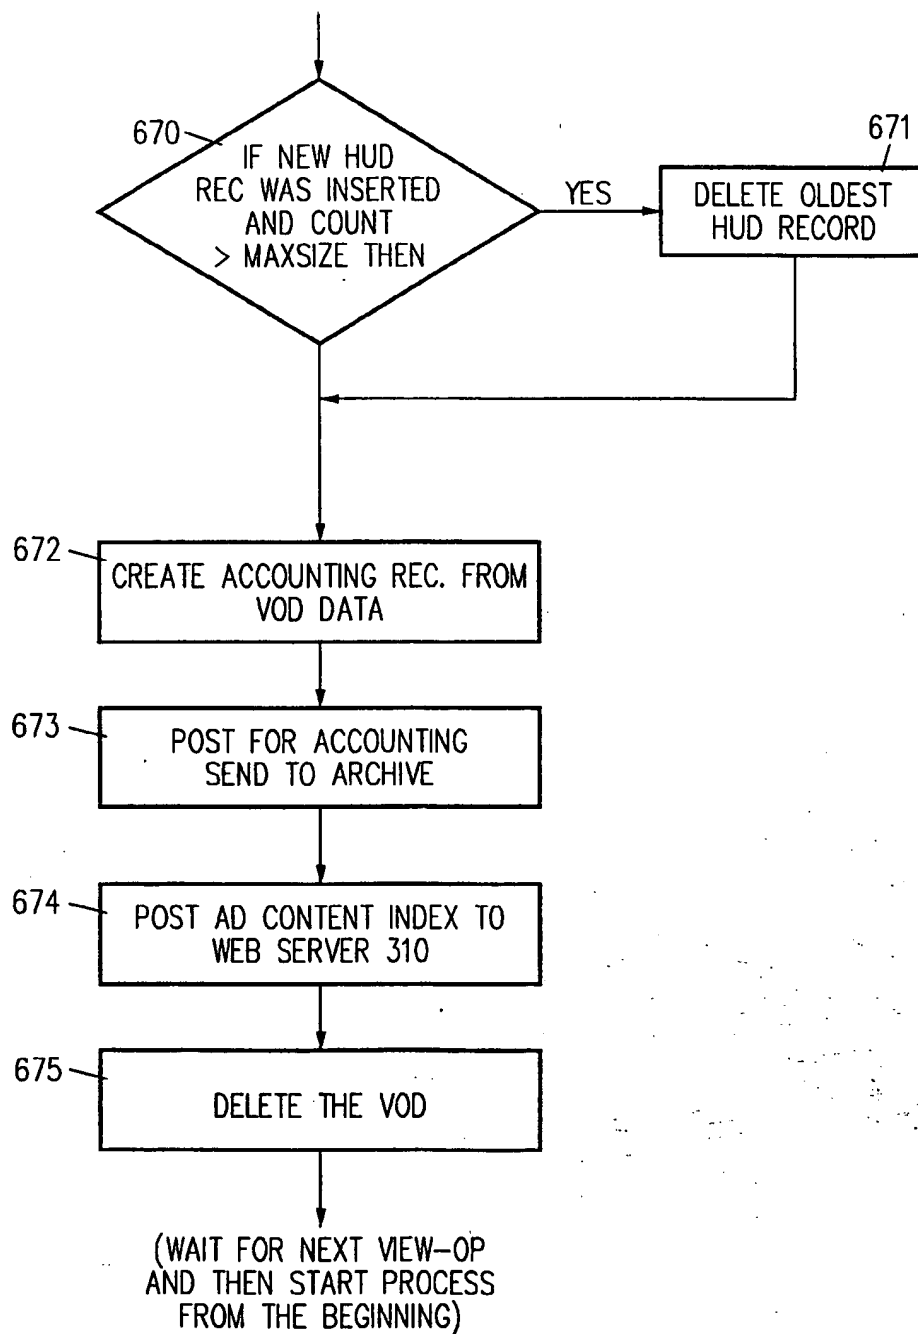 670
IF NEW HUD
REC WAS INSERTED
AND COUNT
> MAXSIZE THEN
YES
671
DELETE OLDEST
HUD RECORD
672
CREATE ACCOUNTING REC. FROM
VOD DATA
673
POST FOR ACCOUNTING
SEND TO ARCHIVE
674
POST AD CONTENT INDEX TO
WEB SERVER 310
675
DELETE THE VOD
(WAIT FOR NEXT VIEW-OP
AND THEN START PROCESS
FROM THE BEGINNING)